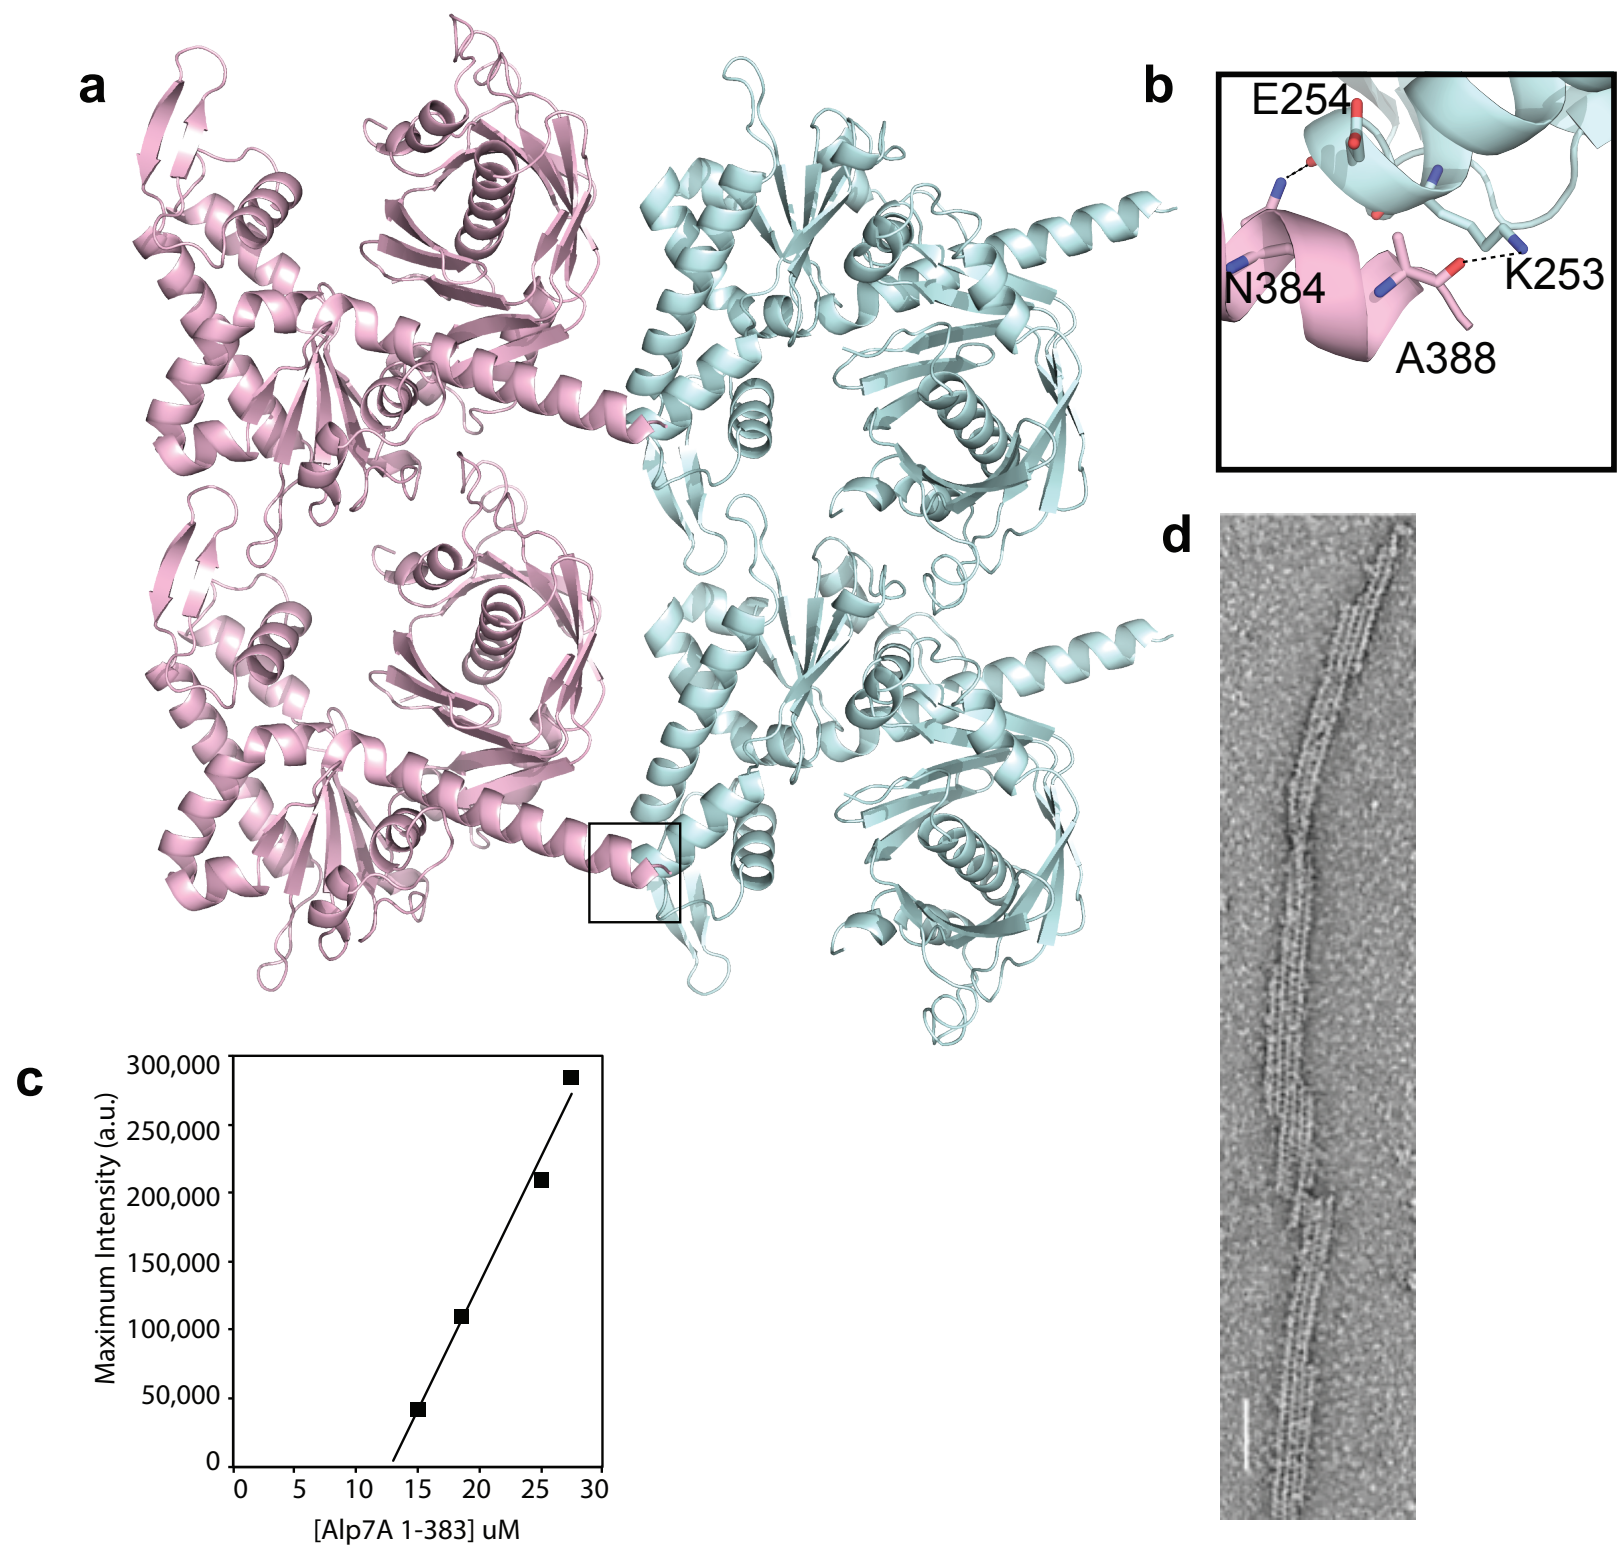 a
b
E254
N384
K253
A388
d
c
300,000
250,000
200,000
150,000
100,000
50,000
0
Maximum Intensity (a.u.)
0 5 10 15 20 25 30
[Alp7A 1-383] uM